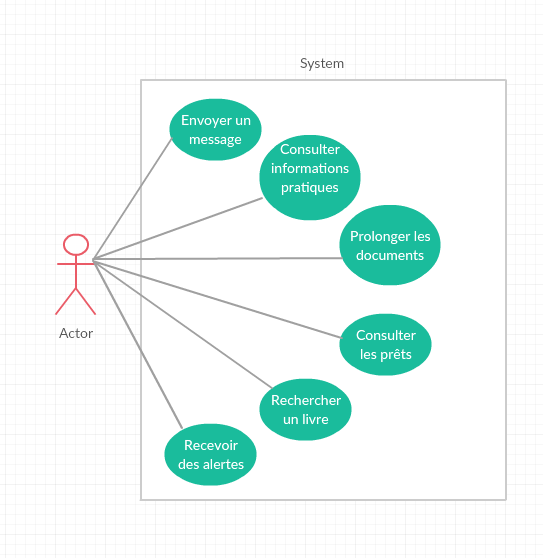 System
Envoyer un
message
Consulter
informations
pratiques
Prolonger les
documents
Actor
Consulter
les prêts
Rechercher
un livre
Recevoir
des alertes